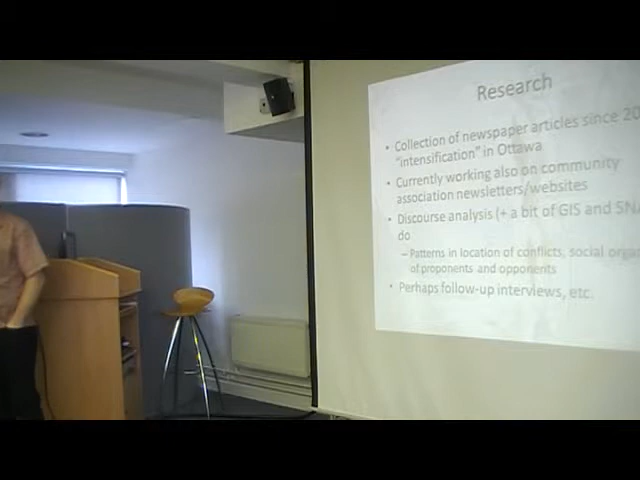 Research
• Collection of newspaper articles since 20
"intensification" in Ottawa
• Currently working also on community
association newsletters/websites
• Discourse analysis (+ a bit of GIS and SNA
do
– Patterns in location of conflicts, social orga
of proponents and opponents
• Perhaps follow-up interviews, etc.